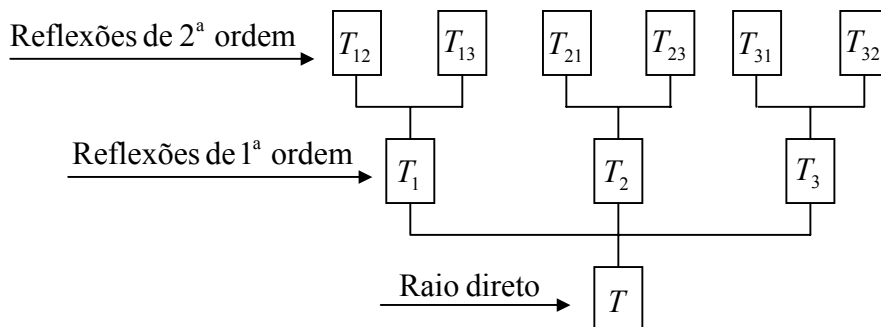 Reflexões de 2ª ordem
T₁₂ T₁₃ T₂₁ T₂₃ T₃₁ T₃₂
Reflexões de 1ª ordem
T₁ T₂ T₃
Raio direto
T